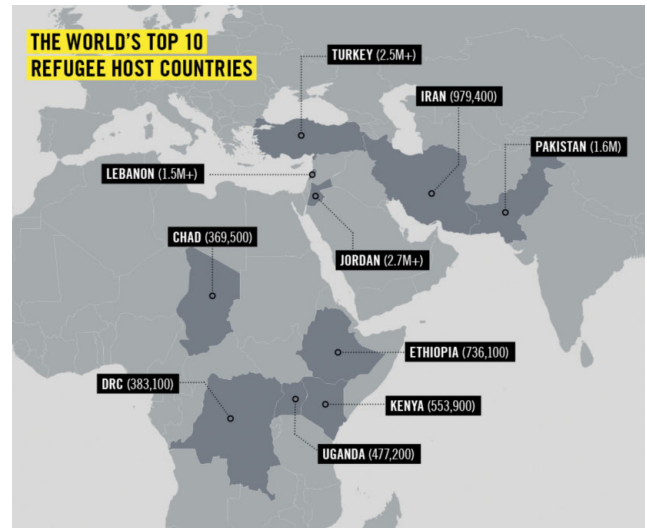 THE WORLD'S TOP 10
REFUGEE HOST COUNTRIES
TURKEY (2.5M+)
IRAN (979,400)
PAKISTAN (1.6M)
LEBANON (1.5M+)
CHAD (369,500)
JORDAN (2.7M+)
ETHIOPIA (736,100)
DRC (383,100)
KENYA (553,900)
UGANDA (477,200)